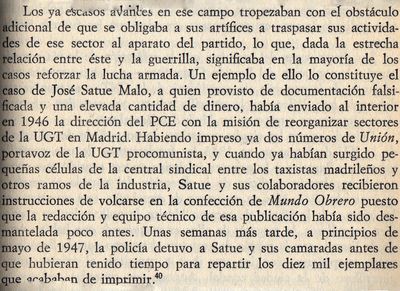 Los ya escasos avances en ese campo tropezaban con el obstáculo
adicional de que se obligaba a sus artífices a traspasar sus activida-
des de ese sector al aparato del partido, lo que, dada la estrecha
relación entre éste y la guerrilla, significaba en la mayoría de los
casos reforzar la lucha armada. Un ejemplo de ello lo constituye el
caso de José Satue Malo, a quien provisto de documentación falsi-
ficada y una elevada cantidad de dinero, había enviado al interior
en 1946 la dirección del PCE con la misión de reorganizar sectores
de la UGT en Madrid. Habiendo impreso ya dos números de Unión,
portavoz de la UGT procomunista, y cuando ya habían surgido pe-
queñas células de la central sindical entre los taxistas madrileños y
otros ramos de la industria, Satue y sus colaboradores recibieron
instrucciones de volcarse en la confección de Mundo Obrero puesto
que la redacción y equipo técnico de esa publicación había sido des-
mantelada poco antes. Unas semanas más tarde, a principios de
mayo de 1947, la policía detuvo a Satue y sus camaradas antes de
que hubieran tenido tiempo para repartir los diez mil ejemplares
que acababan de imprimir.40